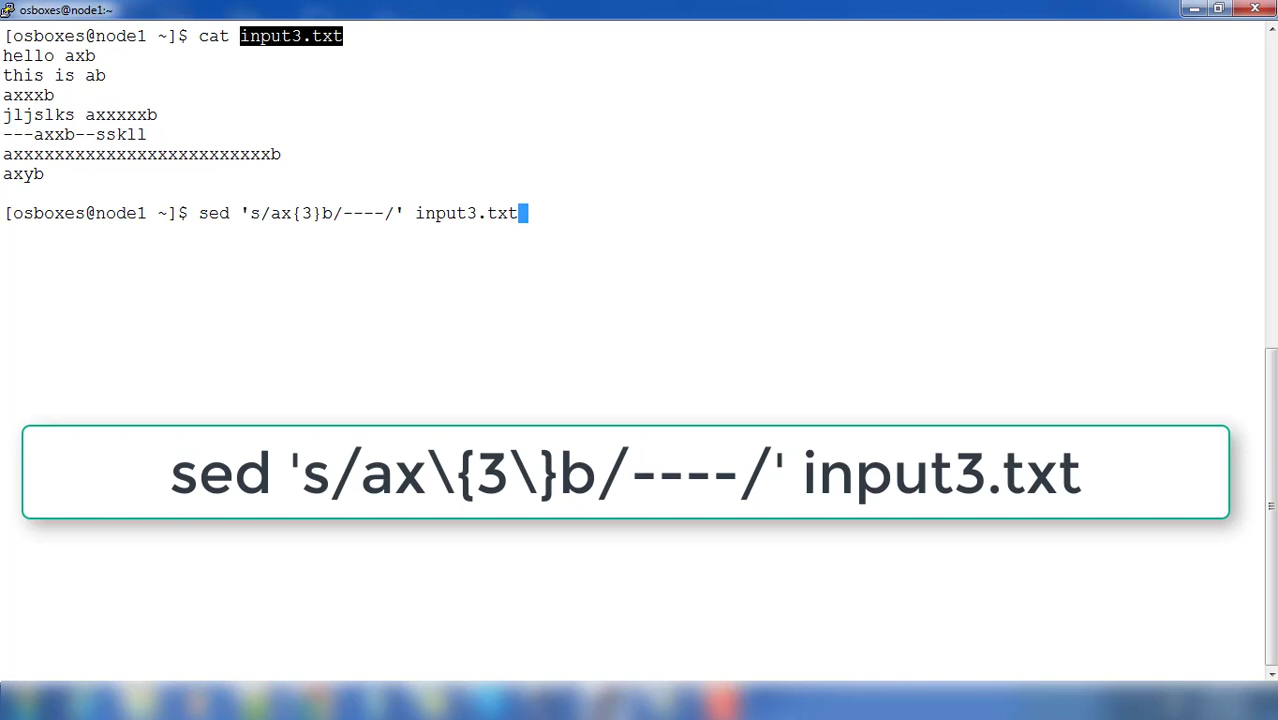 osboxes@node1:~
[osboxes@node1 ~]$ cat input3.txt
hello axb
this is ab
axxxb
jljslks axxxxxb
---axxb--sskll
axxxxxxxxxxxxxxxxxxxxxxxxxb
axyb
[osboxes@node1 ~]$ sed 's/ax{3}b/----/' input3.txt
sed 's/ax\{3\}b/----/' input3.txt